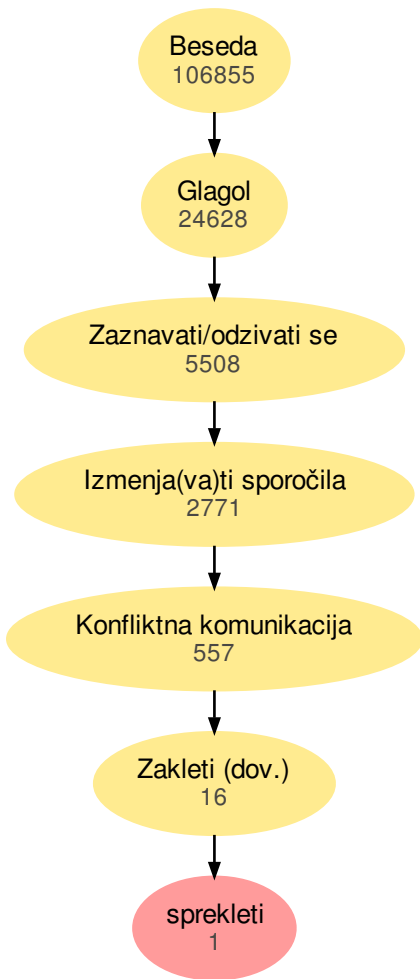 Beseda
106855
Glagol
24628
Zaznavati/odzivati se
5508
Izmenja(va)ti sporočila
2771
Konfliktna komunikacija
557
Zakleti (dov.)
16
sprekleti
1